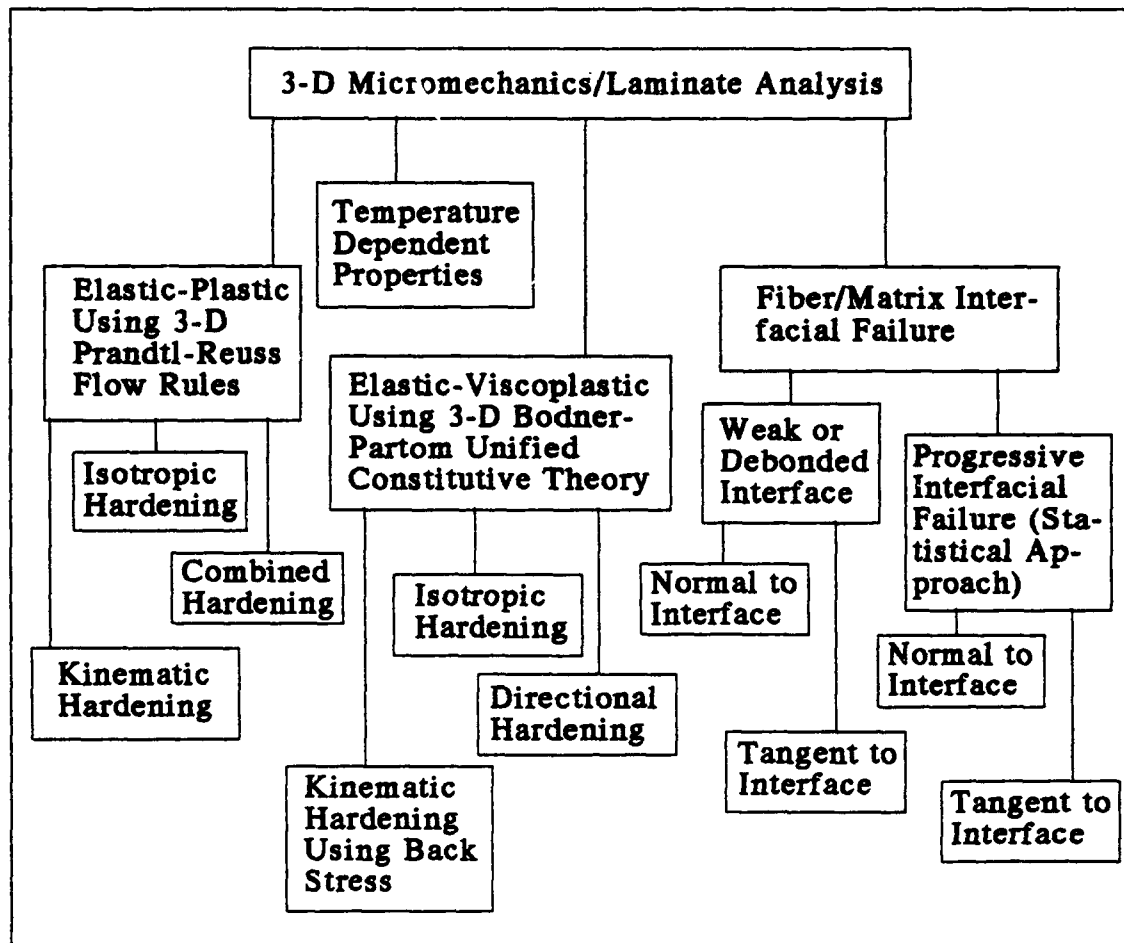 3-D Micromechanics/Laminate Analysis
Temperature
Dependent
Properties
Elastic-Plastic
Using 3-D
Prandtl-Reuss
Flow Rules
Fiber/Matrix Inter-
facial Failure
Elastic-Viscoplastic
Using 3-D Bodner-
Partom Unified
Constitutive Theory
Weak or
Debonded
Interface
Progressive
Interfacial
Failure (Sta-
tistical Ap-
proach)
Isotropic
Hardening
Combined
Hardening
Kinematic
Hardening
Isotropic
Hardening
Directional
Hardening
Kinematic
Hardening
Using Back
Stress
Normal to
Interface
Tangent to
Interface
Normal to
Interface
Tangent to
Interface